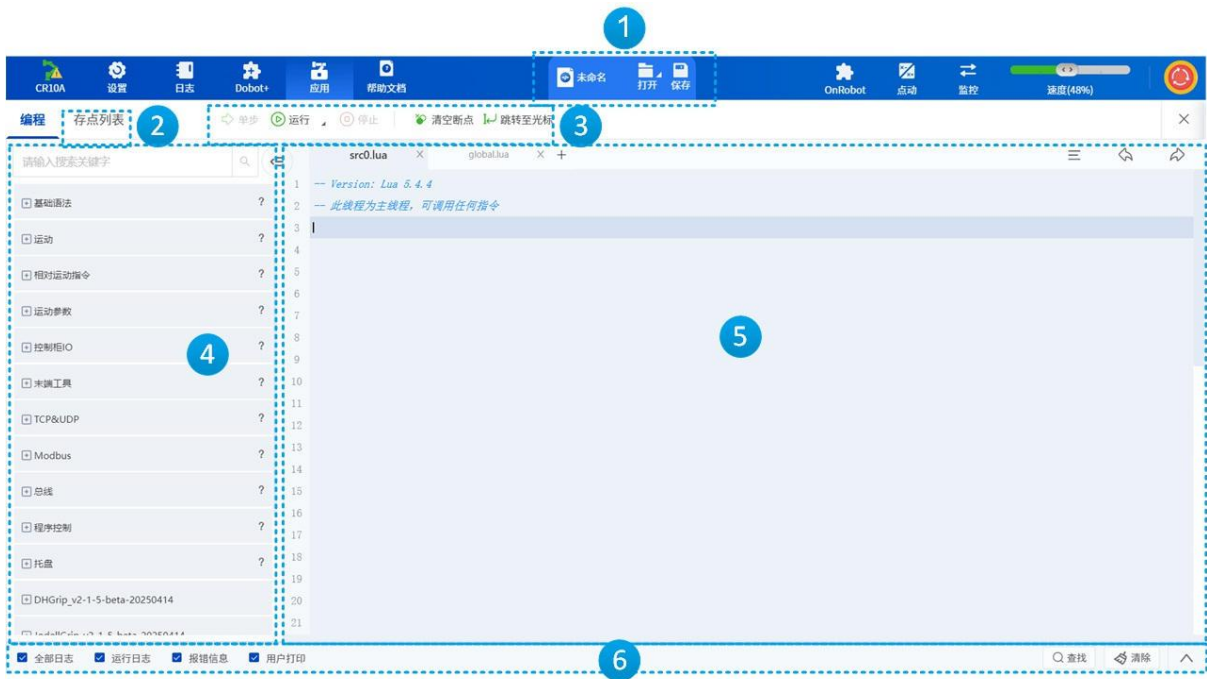 1
未命名 打开 保存
CR10A 设置 日志 Dobot+ 应用 帮助文档 OnRobot 点动 监控 速度(48%)
编程 存点列表 2 单步 运行 停止 清空断点 跳转至光标 3
请输入搜索关键字
src0.lua X global.lua X +
基础语法 ?
运动 ?
相对运动指令 ?
运动参数 ?
控制柜IO ?
末端工具 ?
TCP&UDP ?
Modbus ?
总线 ?
程序控制 ?
托盘 ?
DHGrip_v2-1-5-beta-20250414
4
1 -- Version: Lua 5.4.4
2 -- 此线程为主线程，可调用任何指令
3
4
5
6
7
8
9
10
11
12
13
14
15
16
17
18
19
20
21
5
全部日志 运行日志 报错信息 用户打印 6 查找 清除